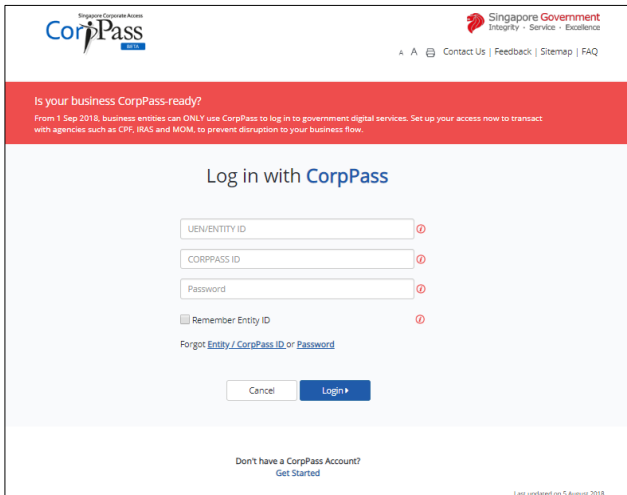 Singapore Corporate Access
CorpPass
BETA
Singapore Government
Integrity · Service · Excellence
A A Contact Us | Feedback | Sitemap | FAQ
Is your business CorpPass-ready?
From 1 Sep 2018, business entities can ONLY use CorpPass to log in to government digital services. Set up your access now to transact
with agencies such as CPF, IRAS and MOM, to prevent disruption to your business flow.
Log in with CorpPass
UEN/ENTITY ID
CORPPASS ID
Password
Remember Entity ID
Forgot Entity / CorpPass ID or Password
Cancel
Login
Don't have a CorpPass Account?
Get Started
Last updated on 5 August 2018